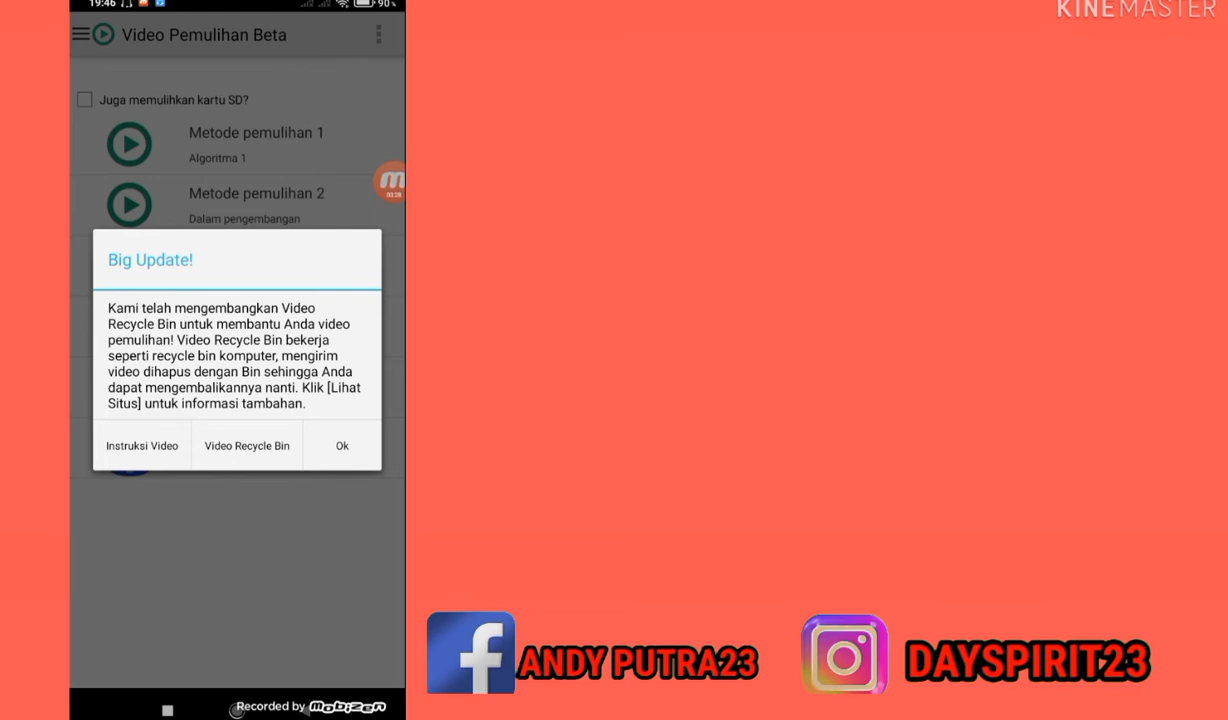 19:46
90%
KINEMASTER
Video Pemulihan Beta
Juga memulihkan kartu SD?
Metode pemulihan 1
Algoritma 1
03:28
Metode pemulihan 2
Dalam pengembangan
Big Update!
Kami telah mengembangkan Video
Recycle Bin untuk membantu Anda video
pemulihan! Video Recycle Bin bekerja
seperti recycle bin komputer, mengirim
video dihapus dengan Bin sehingga Anda
dapat mengembalikannya nanti. Klik [Lihat
Situs] untuk informasi tambahan.
Instruksi Video
Video Recycle Bin
Ok
ANDY PUTRA23
DAYSPIRIT23
Recorded by mobizen